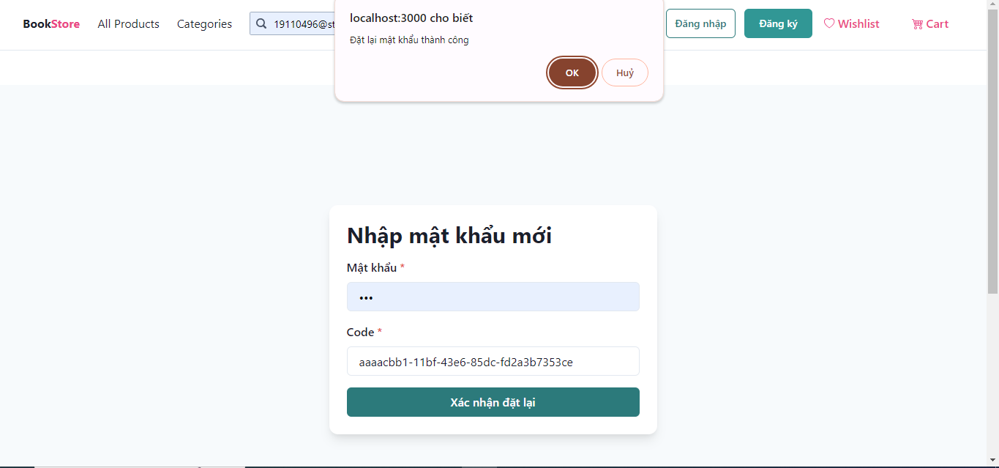 BookStore All Products Categories 19110496@st Đăng nhập Đăng ký Wishlist Cart
localhost:3000 cho biết
Đặt lại mật khẩu thành công
OK Huỷ
Nhập mật khẩu mới
Mật khẩu *
•••
Code *
aaaacbb1-11bf-43e6-85dc-fd2a3b7353ce
Xác nhận đặt lại